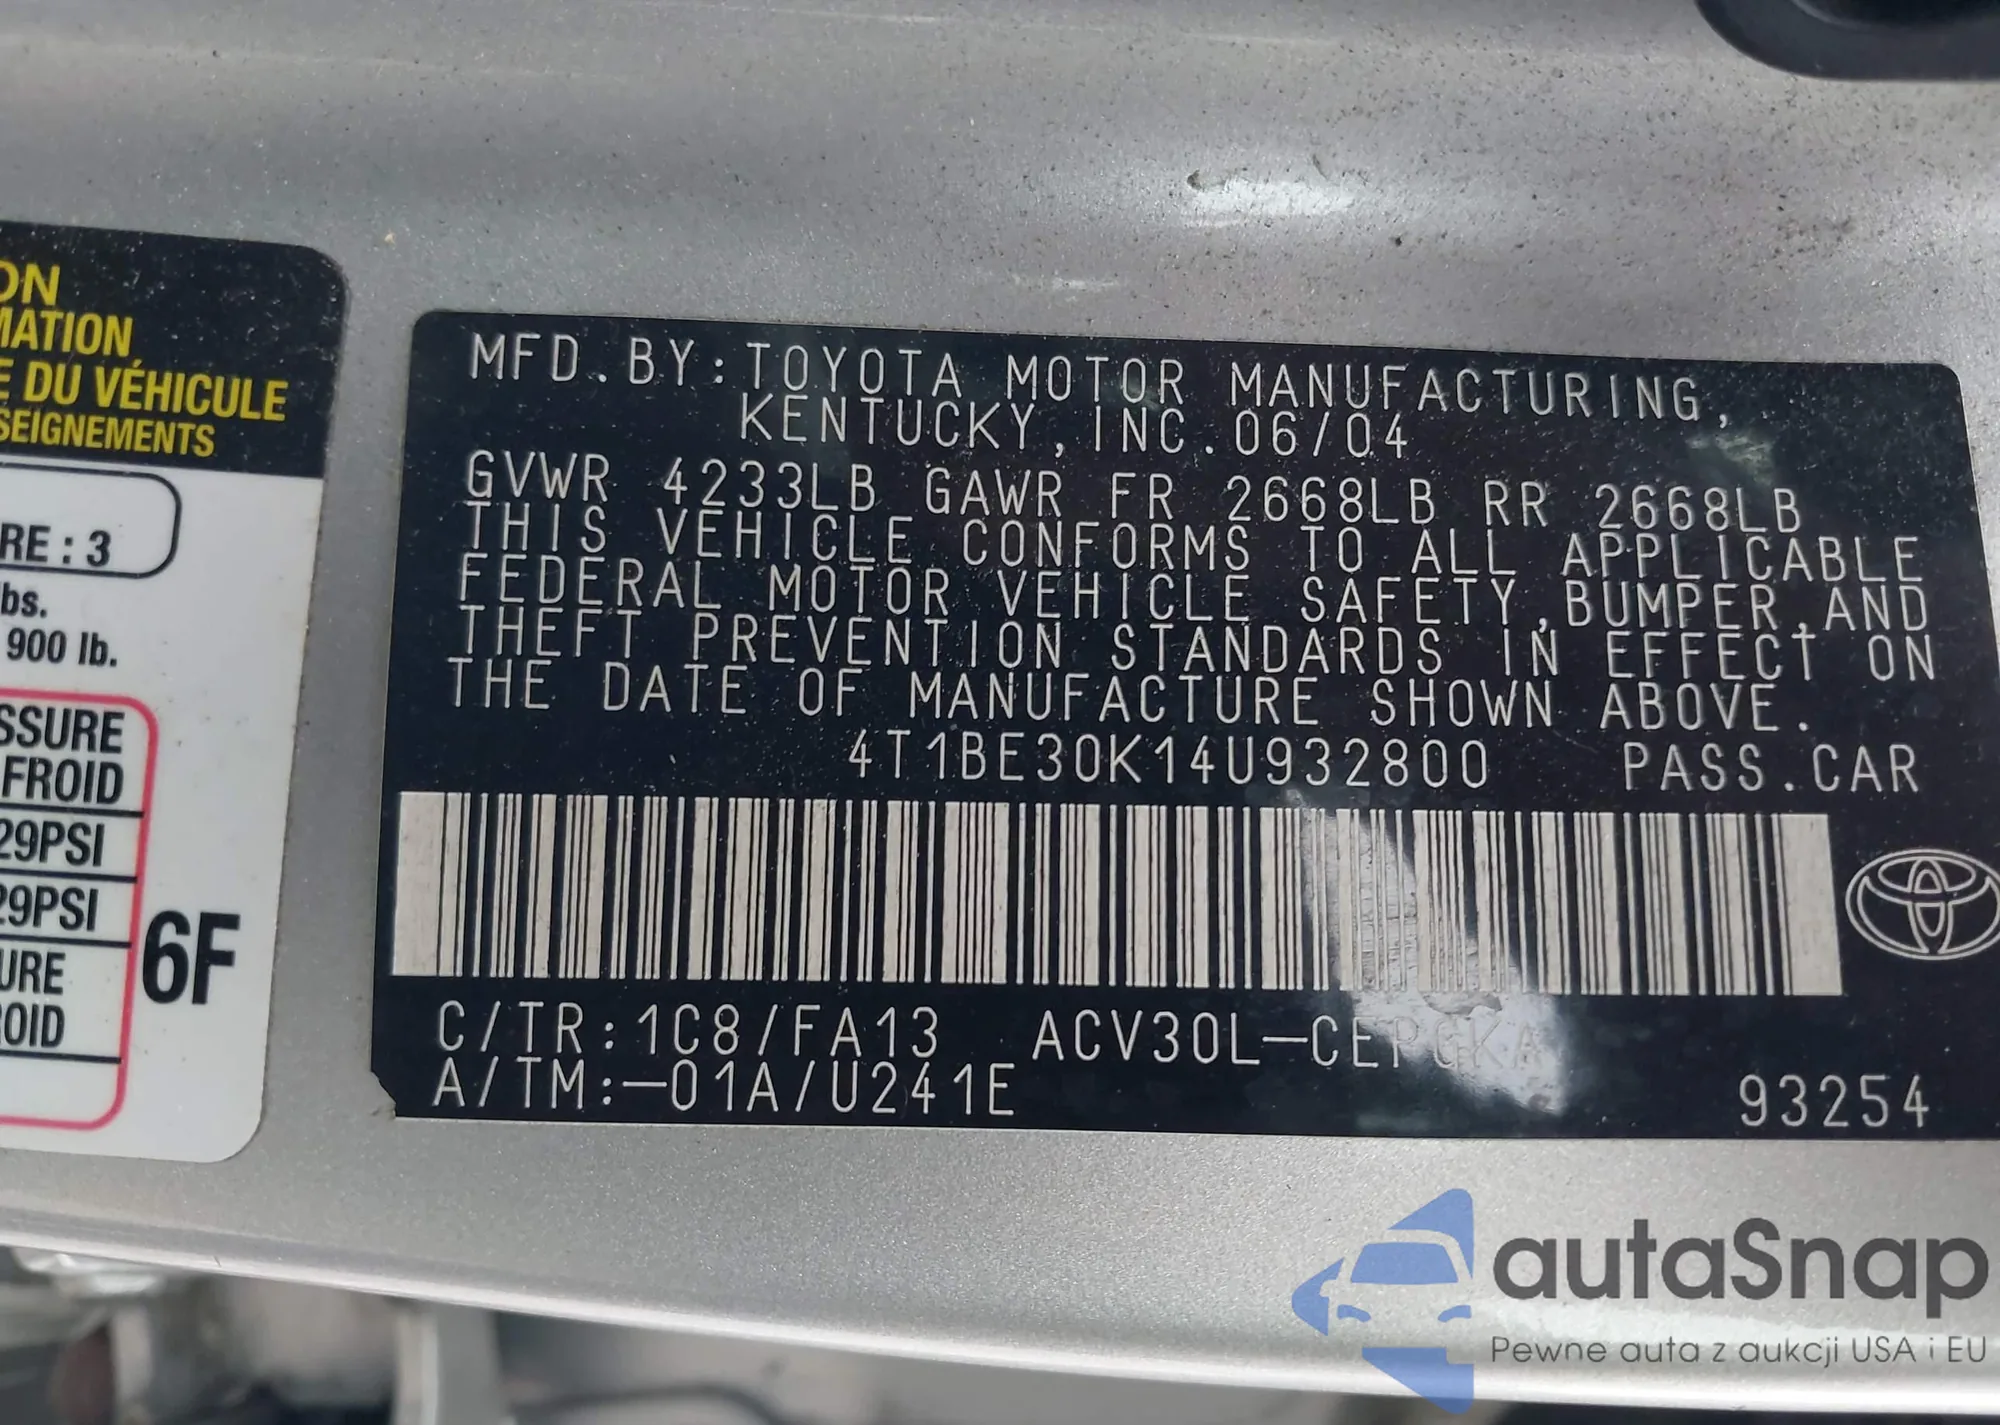 ON
MATION
E DU VÉHICULE
SEIGNEMENTS
RE : 3
bs.
900 lb.
SSURE
FROID
29PSI
29PSI
URE
OID
6F
MFD.BY:TOYOTA MOTOR MANUFACTURING,
KENTUCKY,INC.06/04
GVWR 4233LB GAWR FR 2668LB RR 2668LB
THIS VEHICLE CONFORMS TO ALL APPLICABLE
FEDERAL MOTOR VEHICLE SAFETY,BUMPER,AND
THEFT PREVENTION STANDARDS IN EFFECT ON
THE DATE OF MANUFACTURE SHOWN ABOVE.
4T1BE30K14U932800 PASS.CAR
C/TR:1C8/FA13 ACV30L-CEPGKA
A/TM:-01A/U241E
93254
autaSnap
Pewne auta z aukcji USA i EU